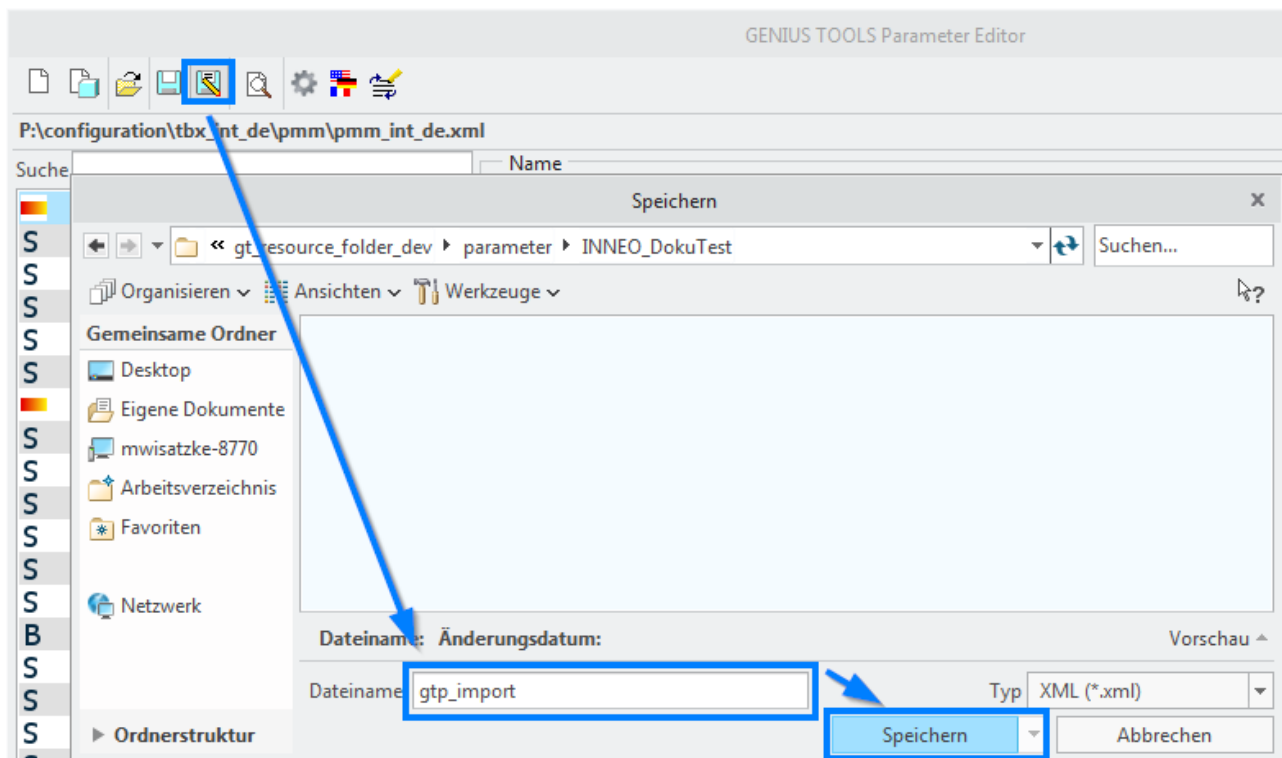 GENIUS TOOLS Parameter Editor
P:\configuration\tbx_int_de\pmm\pmm_int_de.xml
Suche
Name
Speichern
« gt_resource_folder_dev parameter INNEO_DokuTest
Suchen...
Organisieren Ansichten Werkzeuge
Gemeinsame Ordner
Desktop
Eigene Dokumente
mwisatzke-8770
Arbeitsverzeichnis
Favoriten
Netzwerk
Ordnerstruktur
S
S
S
S
S
S
S
S
S
S
S
B
S
S
S
Dateiname: Änderungsdatum:
Vorschau
Dateiname gtp_import
Typ XML (*.xml)
Speichern
Abbrechen